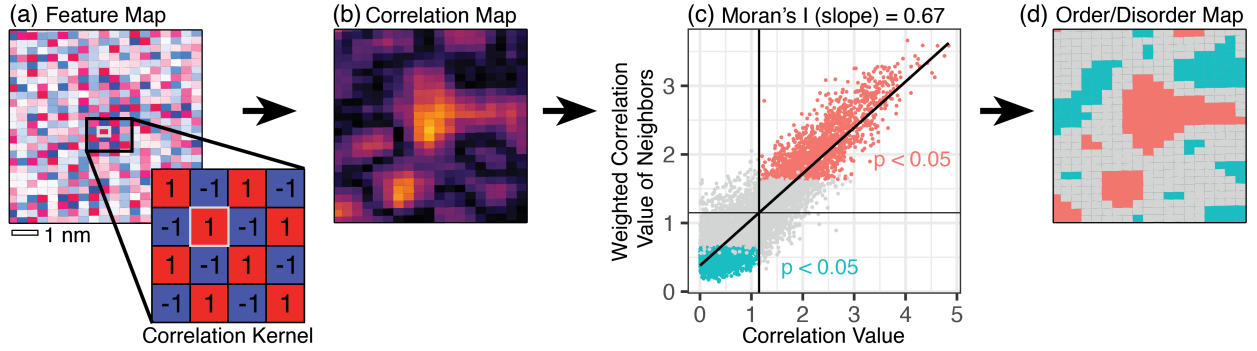 (a) Feature Map
1 nm
1 -1 1 -1
-1 1 -1 1
1 -1 1 -1
-1 1 -1 1
Correlation Kernel
(b) Correlation Map
(c) Moran's I (slope) = 0.67
Weighted Correlation
Value of Neighbors
3
2
1
0
p < 0.05
p < 0.05
0 1 2 3 4 5
Correlation Value
(d) Order/Disorder Map